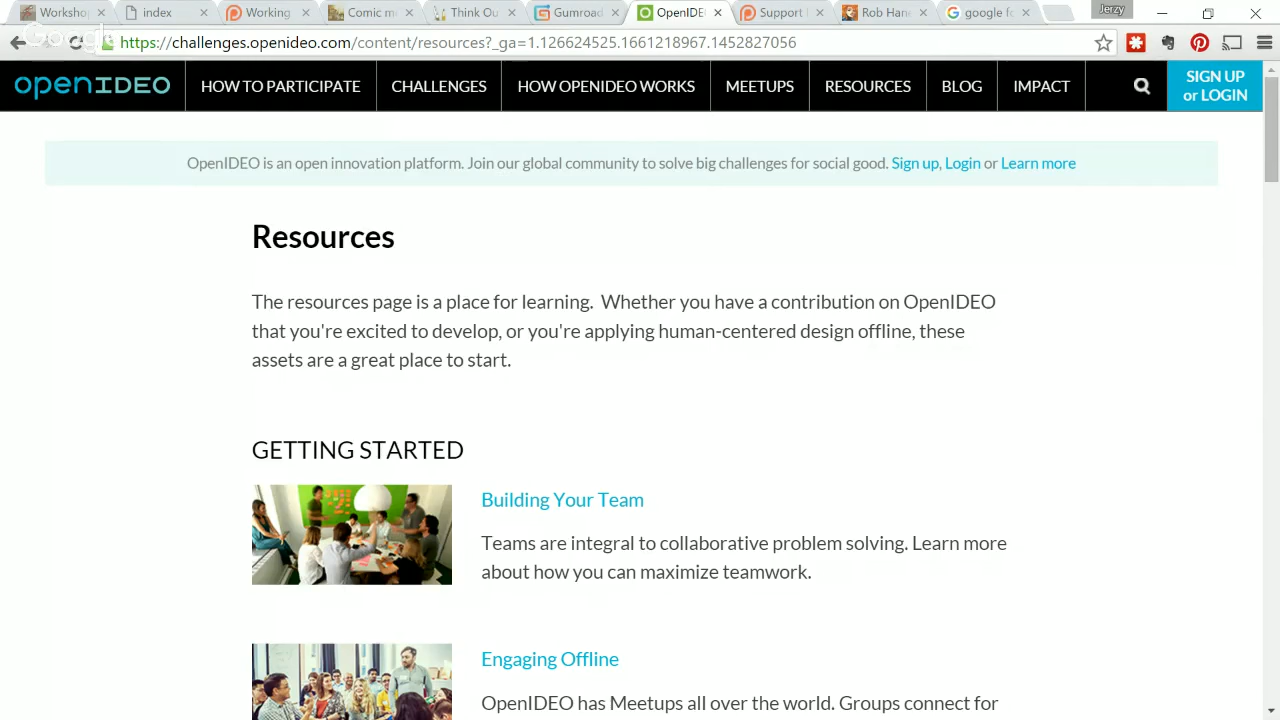 Workshop
index
Working
Comic m
Think Ou
Gumroad
OpenIDE
Support
Rob Han
google fo
Jerzy
Google
https://challenges.openideo.com/content/resources?_ga=1.126624525.1661218967.1452827056
openIDEO
HOW TO PARTICIPATE
CHALLENGES
HOW OPENIDEO WORKS
MEETUPS
RESOURCES
BLOG
IMPACT
SIGN UP
or LOGIN
OpenIDEO is an open innovation platform. Join our global community to solve big challenges for social good. Sign up, Login or Learn more
Resources
The resources page is a place for learning. Whether you have a contribution on OpenIDEO
that you're excited to develop, or you're applying human-centered design offline, these
assets are a great place to start.
GETTING STARTED
Building Your Team
Teams are integral to collaborative problem solving. Learn more
about how you can maximize teamwork.
Engaging Offline
OpenIDEO has Meetups all over the world. Groups connect for